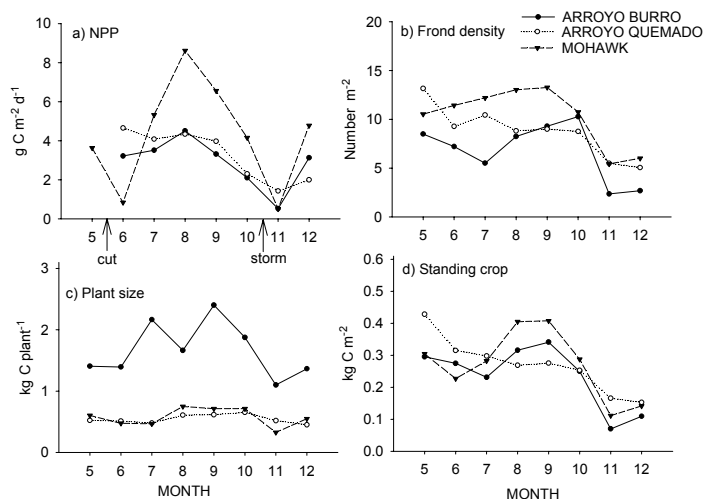 ARROYO BURRO
ARROYO QUEMADO
MOHAWK
a) NPP
g C m-2 d-1
10
8
6
4
2
0
5 6 7 8 9 10 11 12
cut
storm
b) Frond density
Number m-2
20
15
10
5
0
5 6 7 8 9 10 11 12
c) Plant size
kg C plant-1
3
2
1
0
5 6 7 8 9 10 11 12
MONTH
d) Standing crop
kg C m-2
0.6
0.5
0.4
0.3
0.2
0.1
0.0
5 6 7 8 9 10 11 12
MONTH